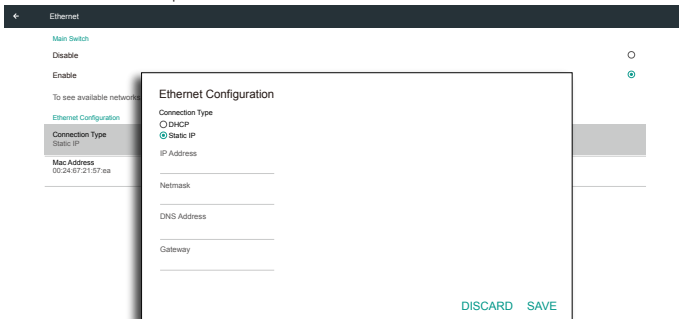 Ethernet
Main Switch
Disable
Enable
To see available networks
Ethernet Configuration
Connection Type
Static IP
Mac Address
00:24:67:21:57:ea
Ethernet Configuration
Connection Type
DHCP
Static IP
IP Address
Netmask
DNS Address
Gateway
DISCARD SAVE